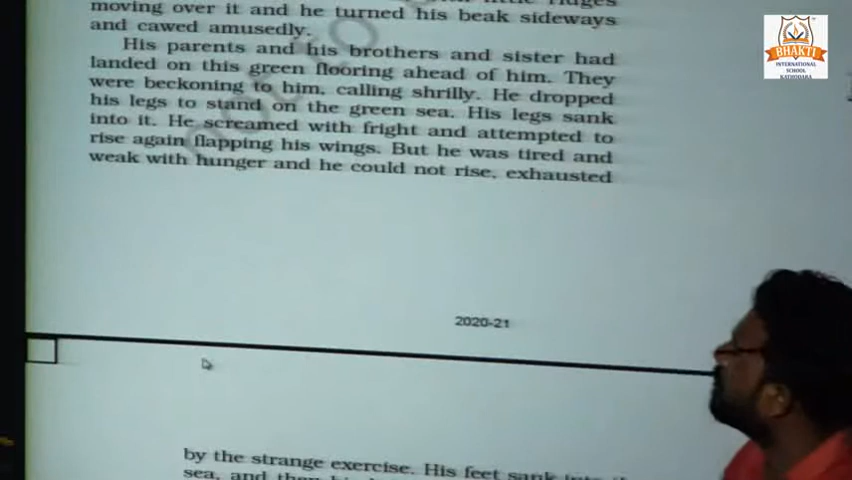 moving over it and he turned his beak sideways
and cawed amusedly.
His parents and his brothers and sister had
landed on this green flooring ahead of him. They
were beckoning to him, calling shrilly. He dropped
his legs to stand on the green sea. His legs sank
into it. He screamed with fright and attempted to
rise again flapping his wings. But he was tired and
weak with hunger and he could not rise, exhausted
2020-21
by the strange exercise. His feet sank into
sea, and then
BHAKTI
INTERNATIONAL
SCHOOL
KATHODARA